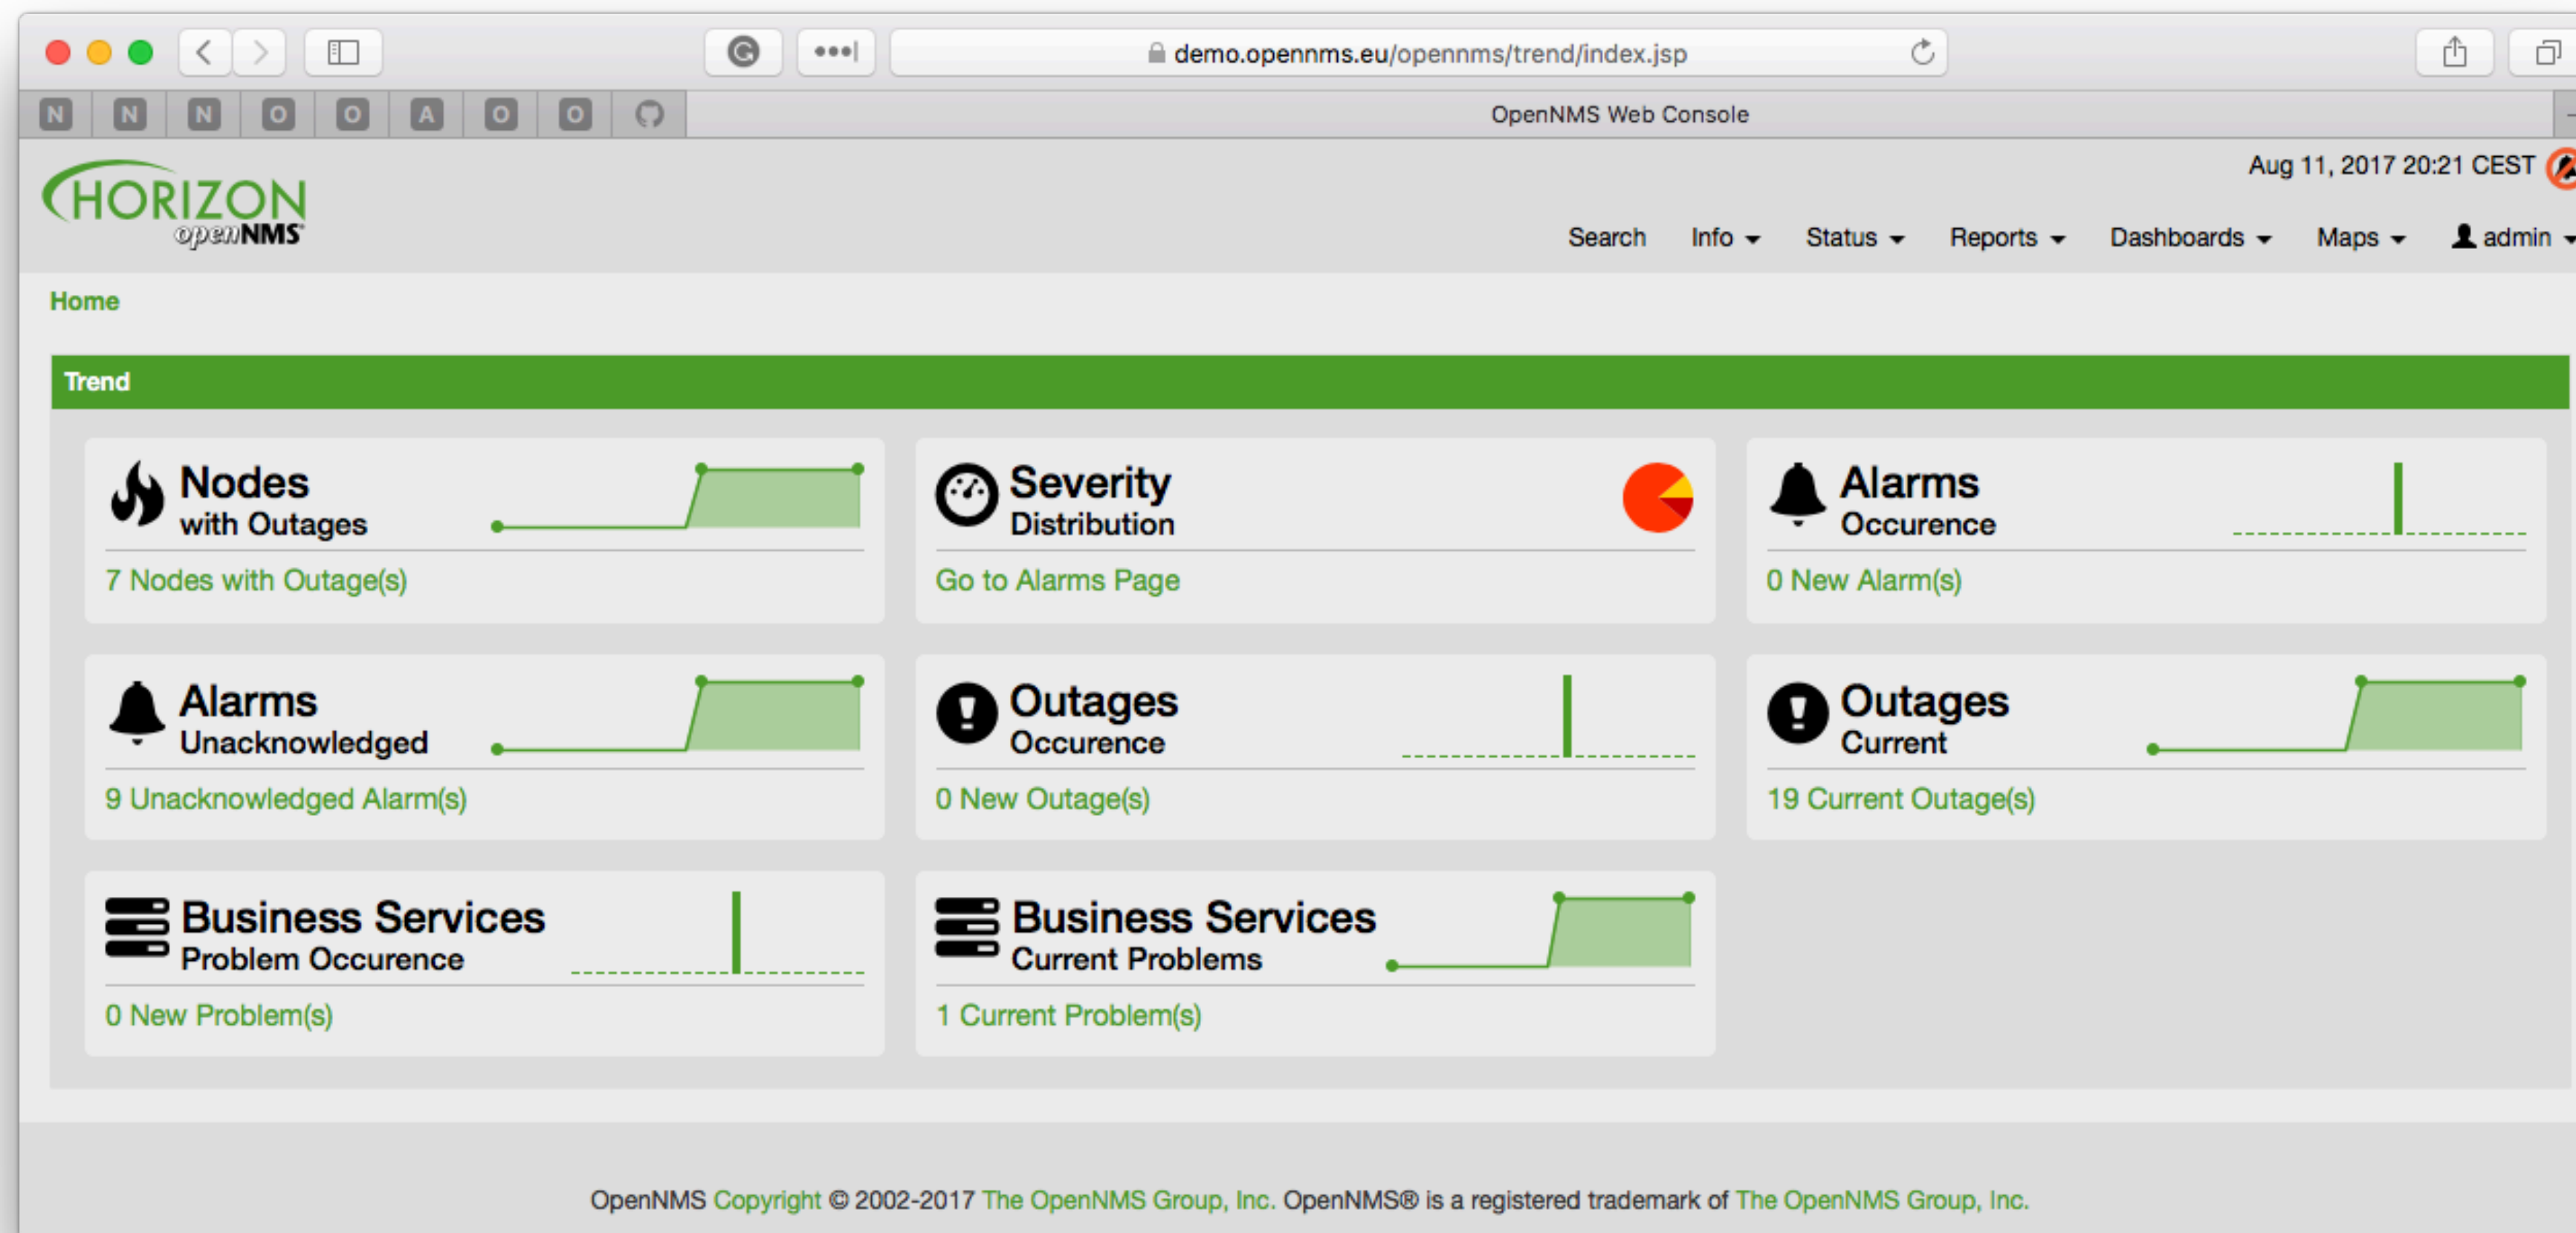 demo.opennms.eu/opennms/trend/index.jsp
N N N O O A O O
OpenNMS Web Console
HORIZON
openNMS
Aug 11, 2017 20:21 CEST
Search Info Status Reports Dashboards Maps admin
Home
Trend
Nodes
with Outages
7 Nodes with Outage(s)
Severity
Distribution
Go to Alarms Page
Alarms
Occurence
0 New Alarm(s)
Alarms
Unacknowledged
9 Unacknowledged Alarm(s)
Outages
Occurence
0 New Outage(s)
Outages
Current
19 Current Outage(s)
Business Services
Problem Occurence
0 New Problem(s)
Business Services
Current Problems
1 Current Problem(s)
OpenNMS Copyright © 2002-2017 The OpenNMS Group, Inc. OpenNMS® is a registered trademark of The OpenNMS Group, Inc.